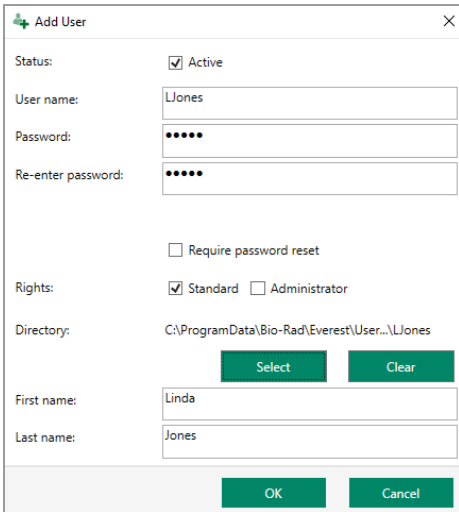 Add User
Status: Active
User name: LJones
Password: •••••
Re-enter password: •••••
Require password reset
Rights: Standard Administrator
Directory: C:\ProgramData\Bio-Rad\Everest\User...\LJones
Select Clear
First name: Linda
Last name: Jones
OK Cancel